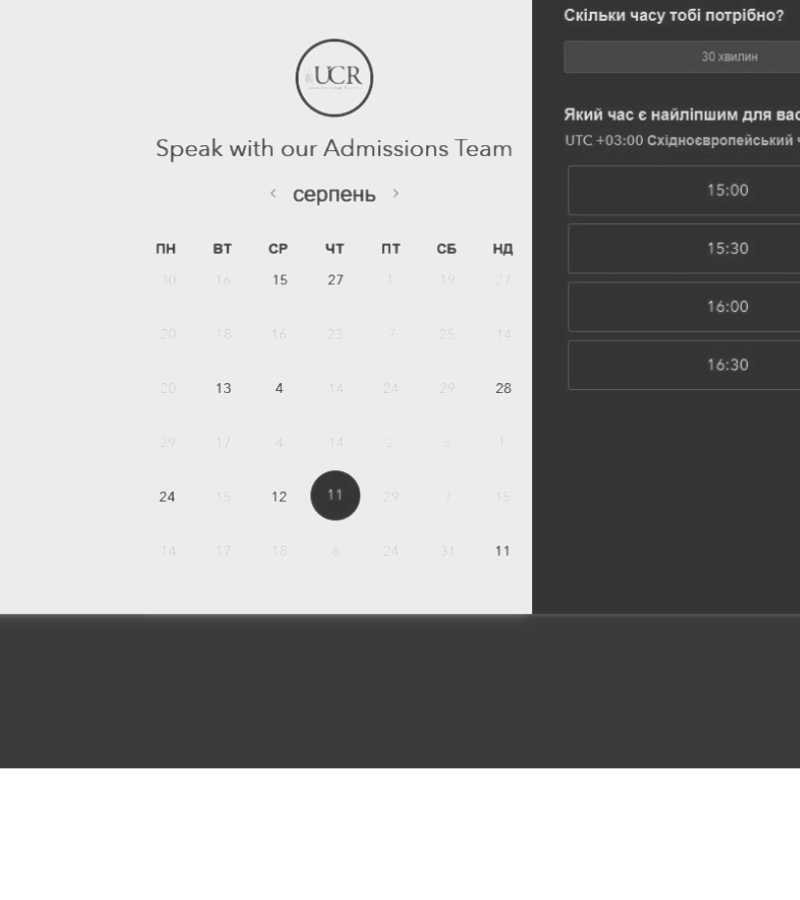 UCR
Speak with our Admissions Team
серпень
ПН ВТ СР ЧТ ПТ СБ НД
30 16 15 27 1 19 27
20 18 16 23 7 25 14
20 13 4 14 24 29 28
29 17 4 14 2 3 1
24 15 12 11 29 7 15
14 17 18 6 24 31 11
Скільки часу тобі потрібно?
30 хвилин
Який час є найліпшим для вас
UTC +03:00 Східноєвропейський ч
15:00
15:30
16:00
16:30